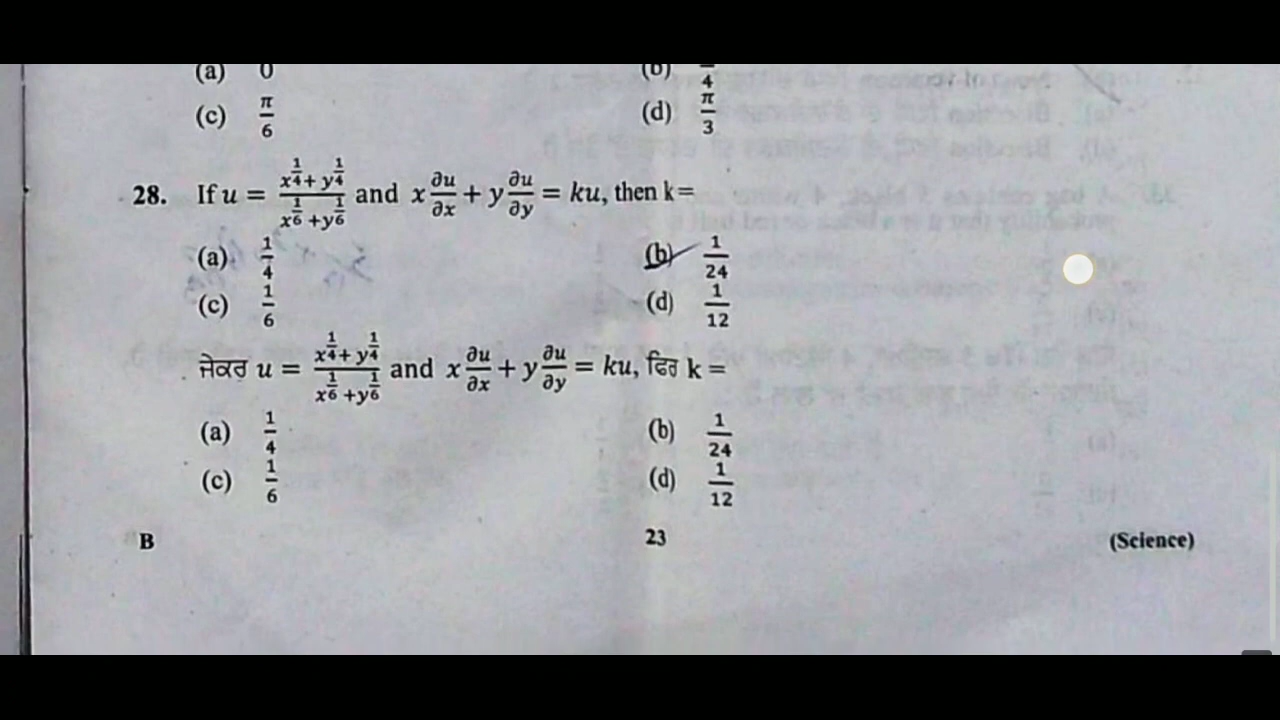 (a) 0 (b) π/4
(c) π/6 (d) π/3
28. If u = (x^(1/4) + y^(1/4))/(x^(1/6) + y^(1/6)) and x ∂u/∂x + y ∂u/∂y = ku, then k =
(a) 1/4 (b) 1/24
(c) 1/6 (d) 1/12
ਜੇਕਰ u = (x^(1/4) + y^(1/4))/(x^(1/6) + y^(1/6)) and x ∂u/∂x + y ∂u/∂y = ku, ਫਿਰ k =
(a) 1/4 (b) 1/24
(c) 1/6 (d) 1/12
B 23 (Science)